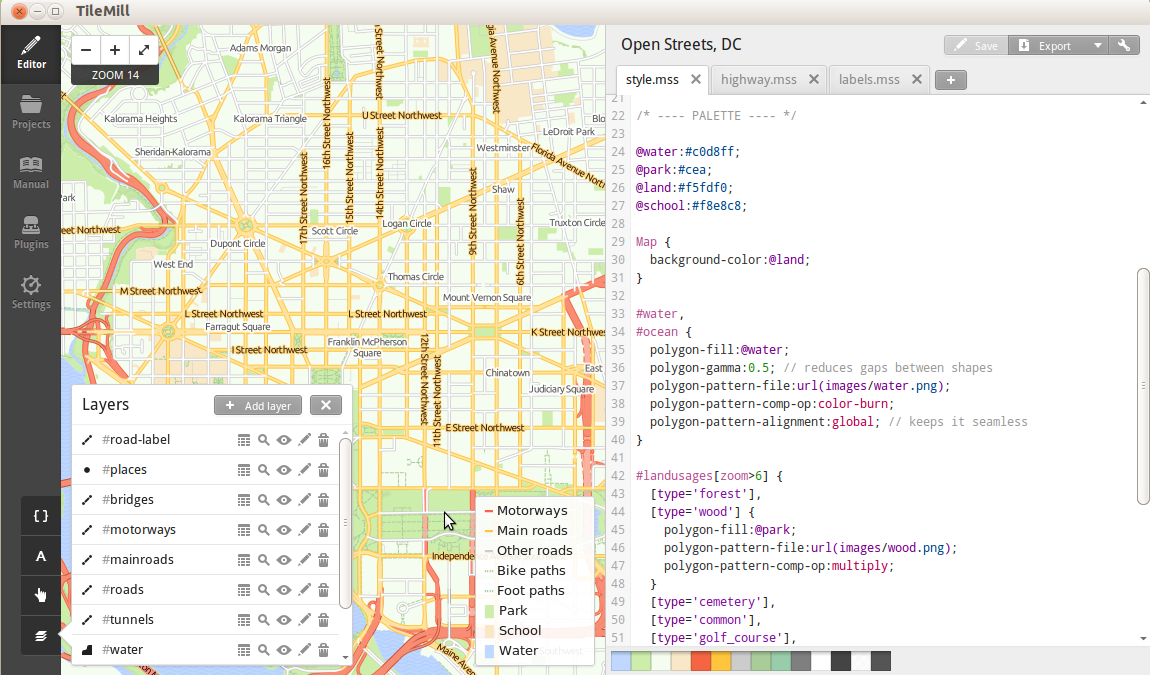 TileMill
Editor
Projects
Manual
Plugins
Settings
ZOOM 14
Adams Morgan
Kalorama Heights
Kalorama Triangle
U Street Northwest
Sheridan-Kalorama
16th Street Northwest
15th Street Northwest
14th Street Northwest
17th Street Northwest
LeDroit Park
Westminster
Florida Avenue Nort
Shaw
9th Street Northwest
6th Street Northwest
Truxton Circle
Logan Circle
Scott Circle
Dupont Circle
eet Northwest
West End
Thomas Circle
M Street Northwest
Mount Vernon Square
L Street Northwest
L Street Northwest
Farragut Square
K Street Northwes
I Street Northwest
Franklin McPherson
Square
12th Street Northwest
11th Street Northwest
Chinatown
East
Judiciary Square
E Street Northwest
Independe
Maine Aven
Layers
+ Add layer
#road-label
#places
#bridges
#motorways
#mainroads
#roads
#tunnels
#water
{ }
A
Motorways
Main roads
Other roads
Bike paths
Foot paths
Park
School
Water
Open Streets, DC
Save
Export
style.mss
highway.mss
labels.mss
+
21
22 /* ---- PALETTE ---- */
23
24 @water:#c0d8ff;
25 @park:#cea;
26 @land:#f5fdf0;
27 @school:#f8e8c8;
28
29 Map {
30 background-color:@land;
31 }
32
33 #water,
34 #ocean {
35 polygon-fill:@water;
36 polygon-gamma:0.5; // reduces gaps between shapes
37 polygon-pattern-file:url(images/water.png);
38 polygon-pattern-comp-op:color-burn;
39 polygon-pattern-alignment:global; // keeps it seamless
40 }
41
42 #landusages[zoom>6] {
43 [type='forest'],
44 [type='wood'] {
45 polygon-fill:@park;
46 polygon-pattern-file:url(images/wood.png);
47 polygon-pattern-comp-op:multiply;
48 }
49 [type='cemetery'],
50 [type='common'],
51 [type='golf_course'],